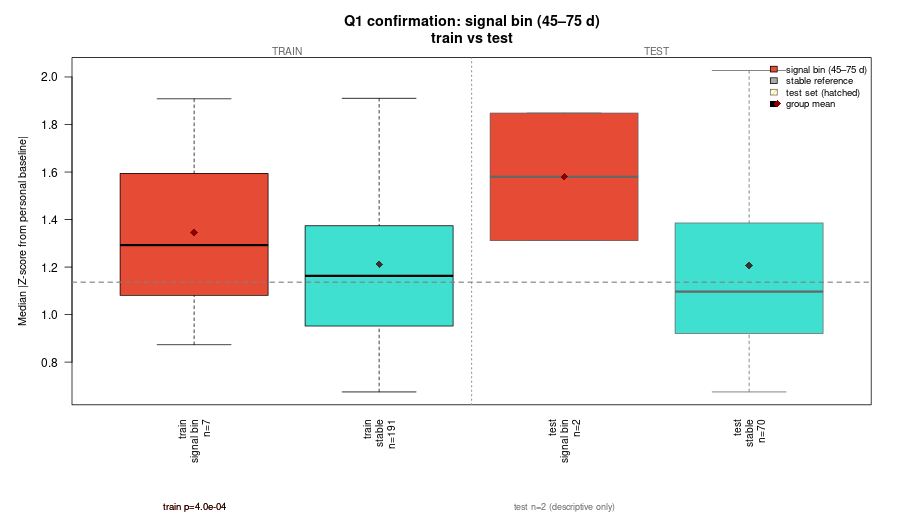 Q1 confirmation: signal bin (45–75 d)
train vs test
TRAIN
TEST
signal bin (45–75 d)
stable reference
test set (hatched)
group mean
Median |Z-score from personal baseline|
2.0
1.8
1.6
1.4
1.2
1.0
0.8
train
signal bin
n=7
train
stable
n=191
test
signal bin
n=2
test
stable
n=70
train p=4.0e-04
test n=2 (descriptive only)